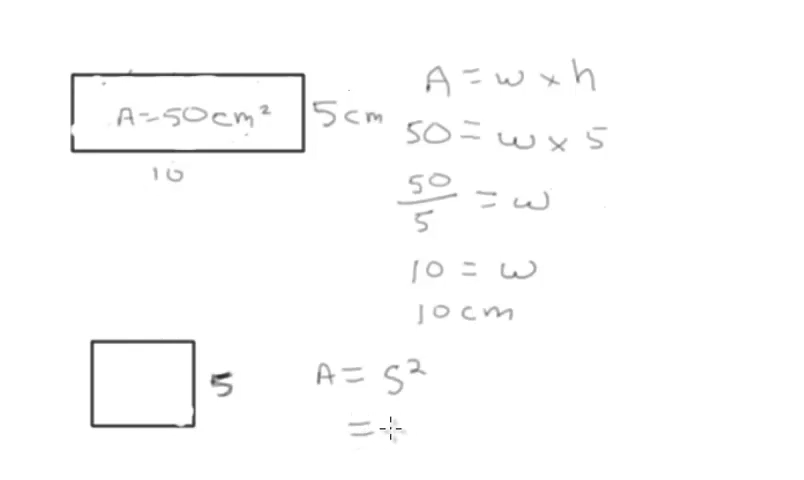 A=50cm² 5cm
10
A = w x h
50 = w x 5
50/5 = w
10 = w
10cm
5 A = s²
=